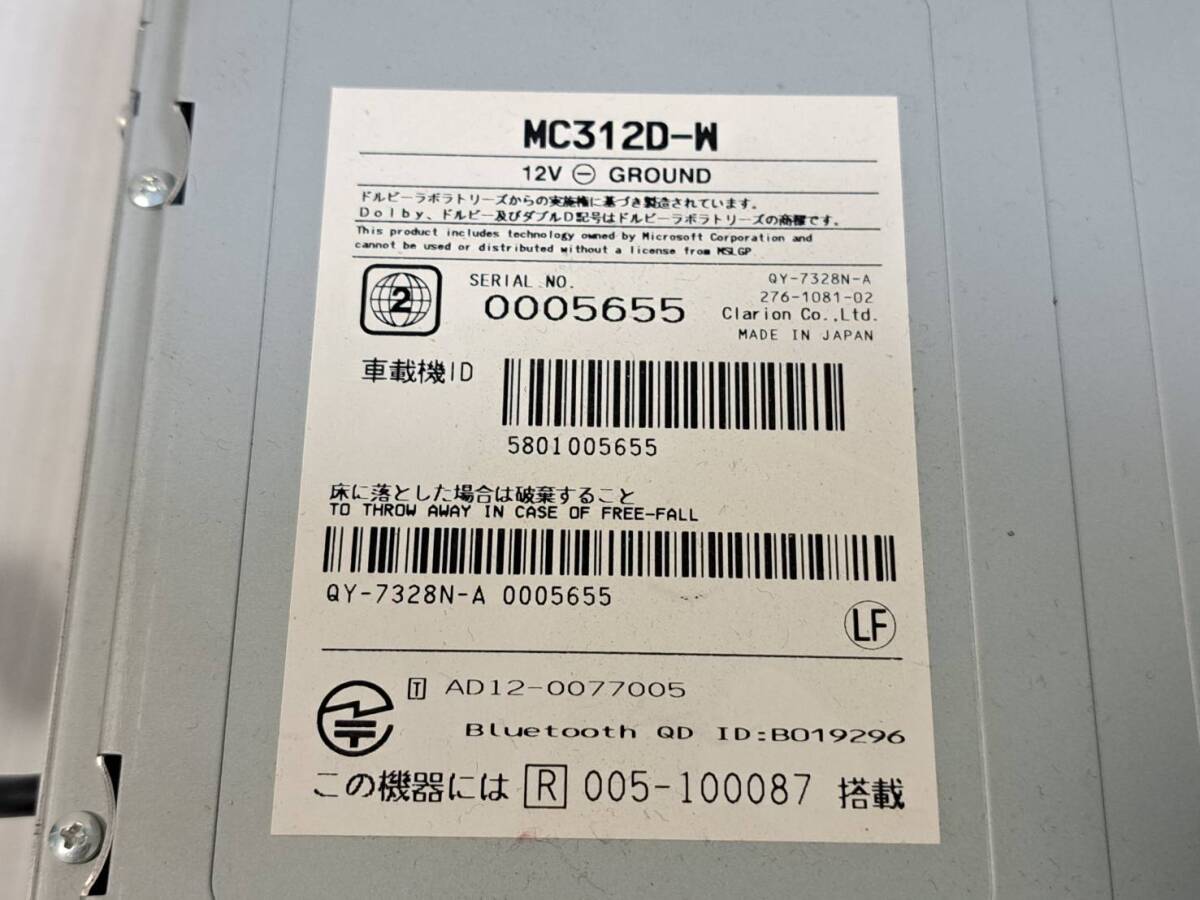 MC312D-W
12V ⊖ GROUND
ドルビーラボラトリーズからの実施権に基づき製造されています。
Dolby、ドルビー及びダブルD記号はドルビーラボラトリーズの商標です。
This product includes technology owned by Microsoft Corporation and
cannot be used or distributed without a license from MSLGP
2
SERIAL NO.
0005655
QY-7328N-A
276-1081-02
Clarion Co.,Ltd.
MADE IN JAPAN
車載機ID
5801005655
床に落とした場合は破棄すること
TO THROW AWAY IN CASE OF FREE-FALL
QY-7328N-A 0005655
LF
T AD12-0077005
Bluetooth QD ID:B019296
この機器には R 005-100087 搭載